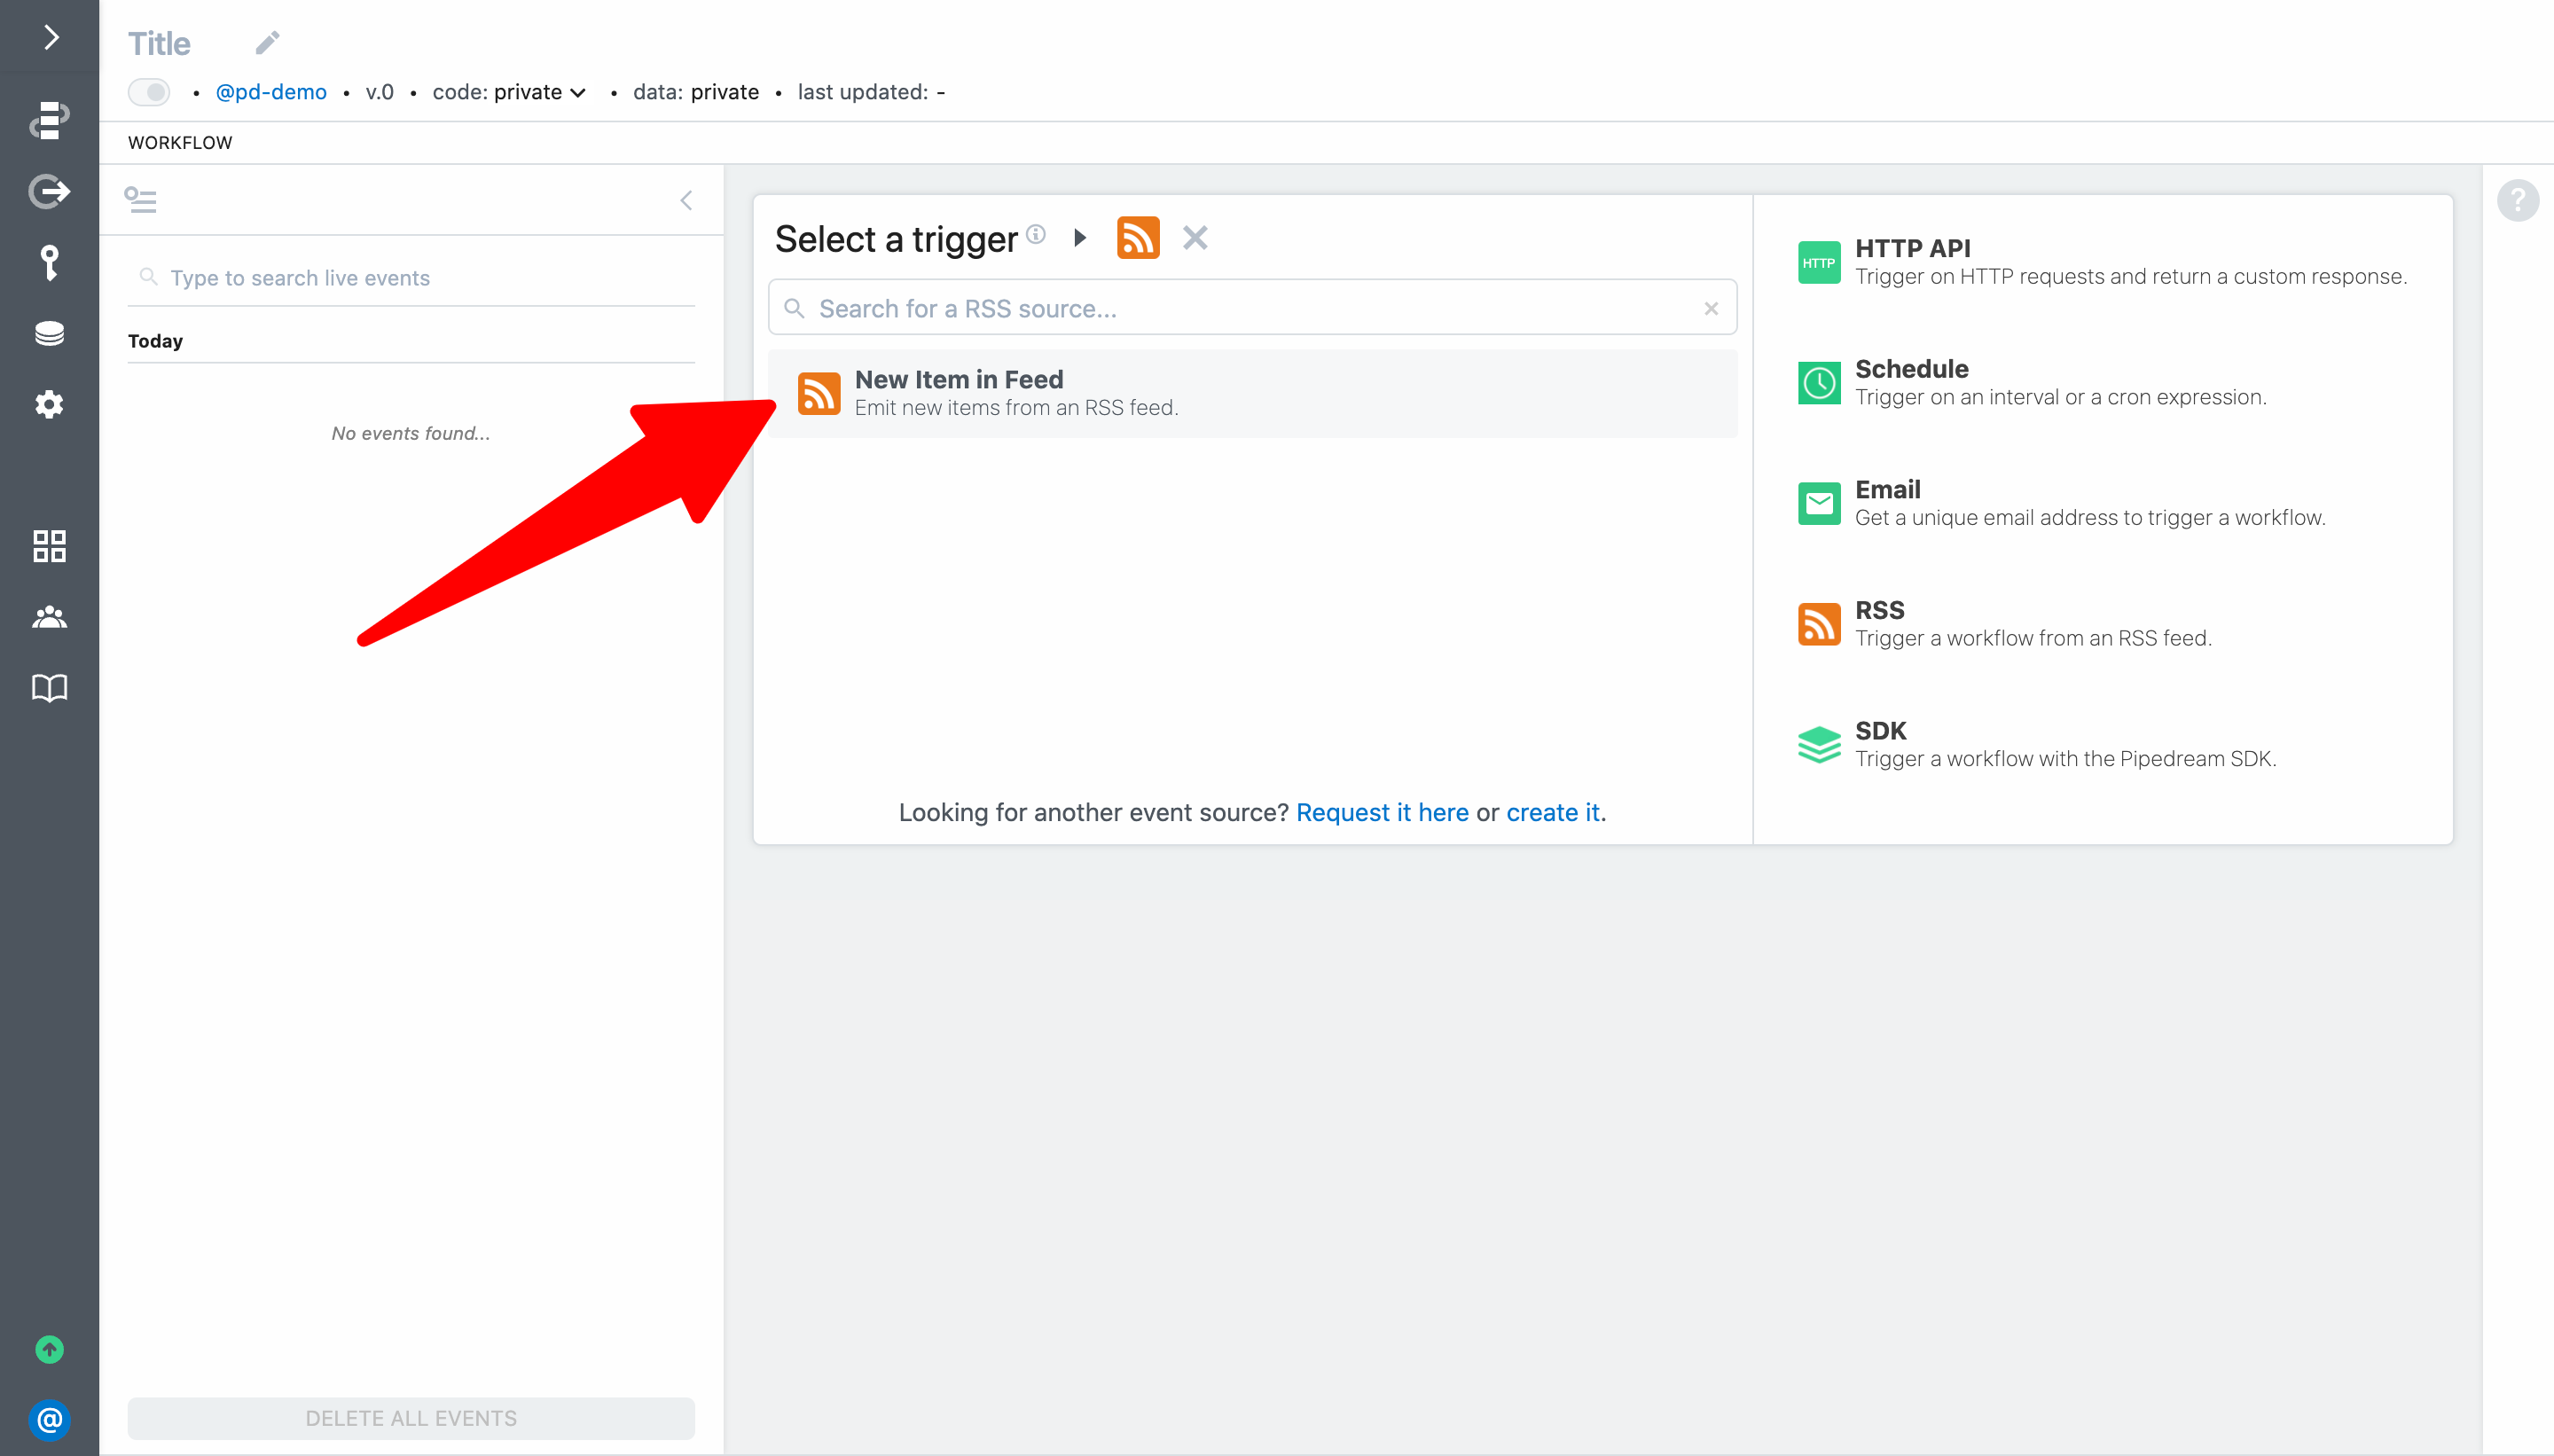 Title
• @pd-demo • v.0 • code: private • data: private • last updated: -
WORKFLOW
Type to search live events
Today
No events found...
DELETE ALL EVENTS
Select a trigger
Search for a RSS source...
New Item in Feed
Emit new items from an RSS feed.
Looking for another event source? Request it here or create it.
HTTP
HTTP API
Trigger on HTTP requests and return a custom response.
Schedule
Trigger on an interval or a cron expression.
Email
Get a unique email address to trigger a workflow.
RSS
Trigger a workflow from an RSS feed.
SDK
Trigger a workflow with the Pipedream SDK.